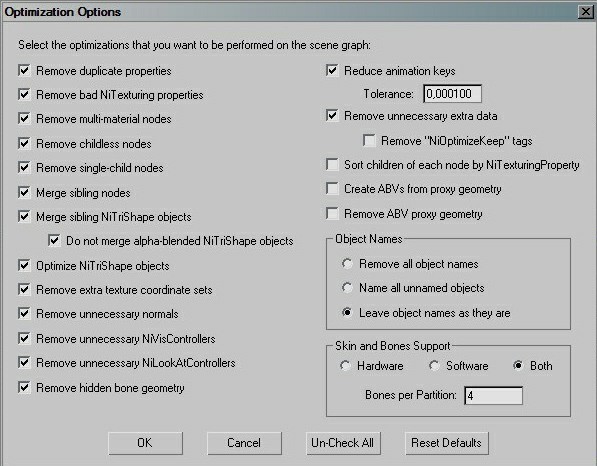 Optimization Options
Select the optimizations that you want to be performed on the scene graph:
Remove duplicate properties
Remove bad NiTexturing properties
Remove multi-material nodes
Remove childless nodes
Remove single-child nodes
Merge sibling nodes
Merge sibling NiTriShape objects
Do not merge alpha-blended NiTriShape objects
Optimize NiTriShape objects
Remove extra texture coordinate sets
Remove unnecessary normals
Remove unnecessary NiVisControllers
Remove unnecessary NiLookAtControllers
Remove hidden bone geometry
Reduce animation keys
Tolerance: 0,000100
Remove unnecessary extra data
Remove "NiOptimizeKeep" tags
Sort children of each node by NiTexturingProperty
Create ABVs from proxy geometry
Remove ABV proxy geometry
Object Names
Remove all object names
Name all unnamed objects
Leave object names as they are
Skin and Bones Support
Hardware Software Both
Bones per Partition: 4
OK Cancel Un-Check All Reset Defaults